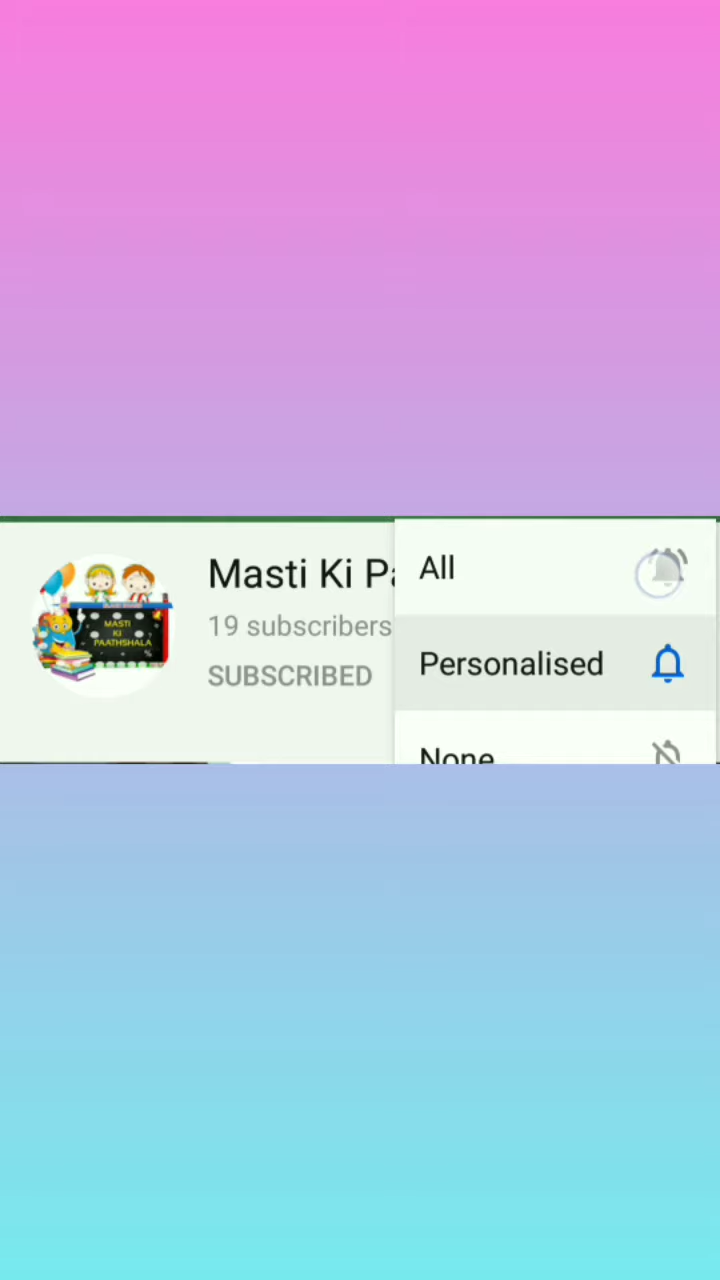 MASTI
KI
PAATHSHALA
%
Masti Ki Pa
19 subscribers
SUBSCRIBED
All
Personalised
None